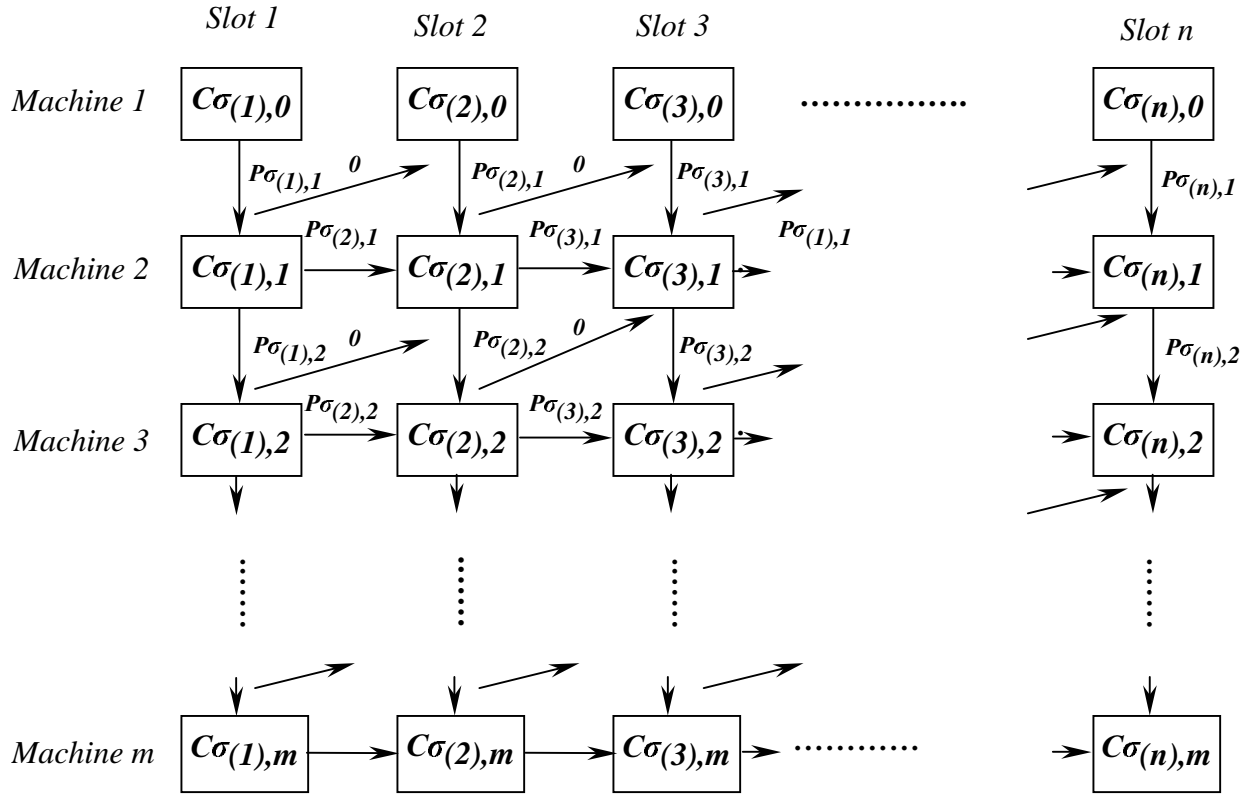 Slot 1 Slot 2 Slot 3 Slot n
Machine 1 Cσ(1),0 Cσ(2),0 Cσ(3),0 ................ Cσ(n),0
Pσ(1),1 0 Pσ(2),1 0 Pσ(3),1 Pσ(n),1
Pσ(2),1 Pσ(3),1 Pσ(1),1
Machine 2 Cσ(1),1 Cσ(2),1 Cσ(3),1 Cσ(n),1
Pσ(1),2 0 Pσ(2),2 0 Pσ(3),2 Pσ(n),2
Pσ(2),2 Pσ(3),2
Machine 3 Cσ(1),2 Cσ(2),2 Cσ(3),2 Cσ(n),2
Machine m Cσ(1),m Cσ(2),m Cσ(3),m ............ Cσ(n),m